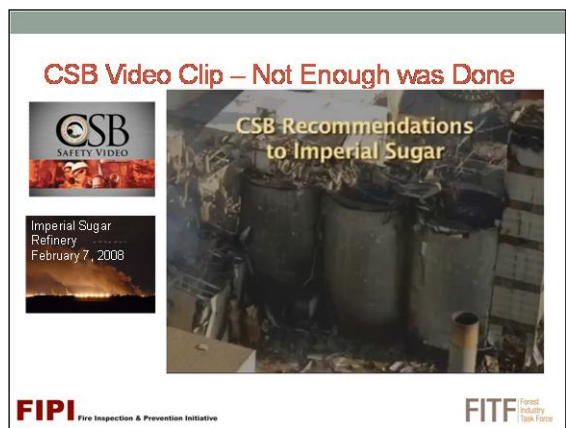 CSB Video Clip – Not Enough was Done
CSB
SAFETY VIDEO
CSB Recommendations
to Imperial Sugar
Imperial Sugar
Refinery
February 7, 2008
FIPI Fire Inspection & Prevention Initiative
FITF Forest
Industry
Task Force